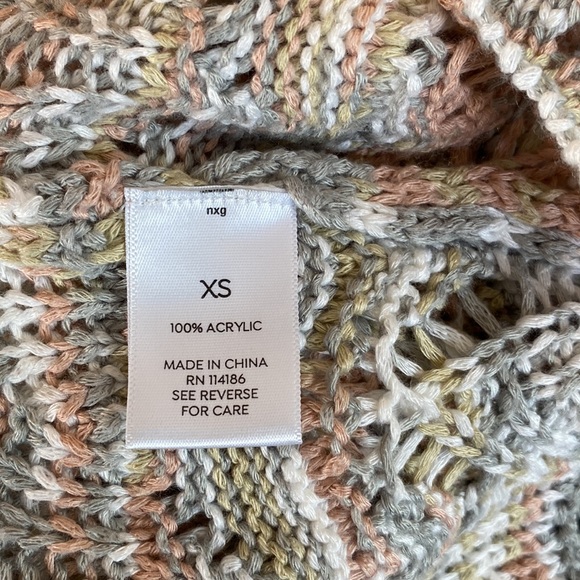 nxg
XS
100% ACRYLIC
MADE IN CHINA
RN 114186
SEE REVERSE
FOR CARE